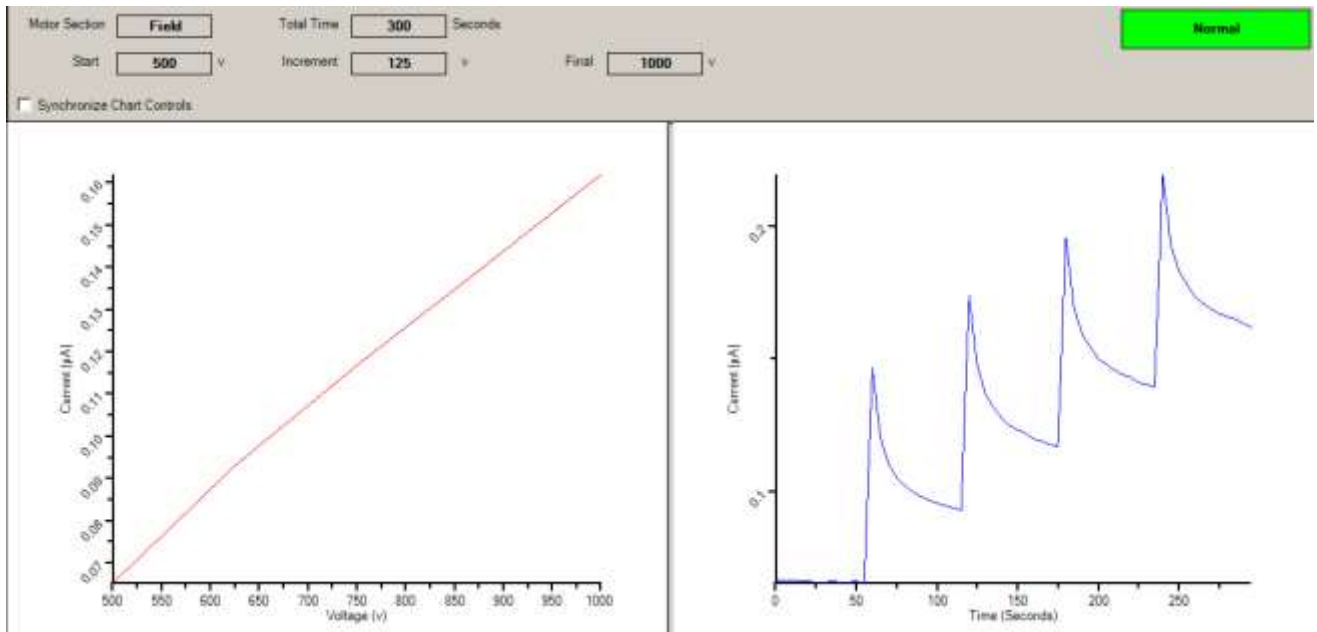 Motor Section Field Total Time 300 Seconds Normal
Start 500 v Increment 125 v Final 1000 v
Synchronize Chart Controls
Current (µA)
0.16
0.15
0.14
0.13
0.12
0.11
0.10
0.09
0.08
0.07
500 550 600 650 700 750 800 850 900 950 1000
Voltage (v)
Current (µA)
0.2
0.1
0 50 100 150 200 250
Time (Seconds)